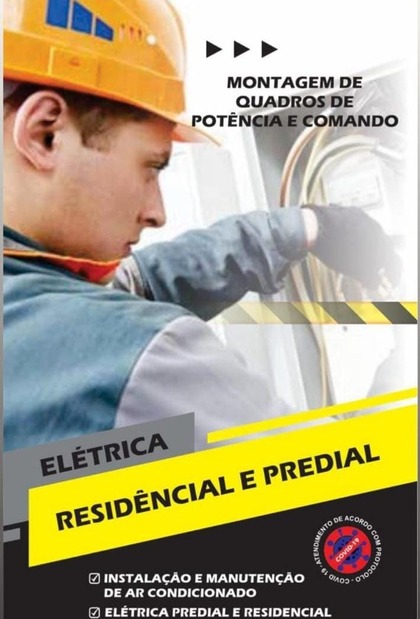 MONTAGEM DE
QUADROS DE
POTÊNCIA E COMANDO
ELÉTRICA
RESIDÊNCIAL E PREDIAL
COVID 19 - ATENDIMENTO DE ACORDO COM PROTOCOLO -
COVID-19
INSTALAÇÃO E MANUTENÇÃO
DE AR CONDICIONADO
ELÉTRICA PREDIAL E RESIDENCIAL